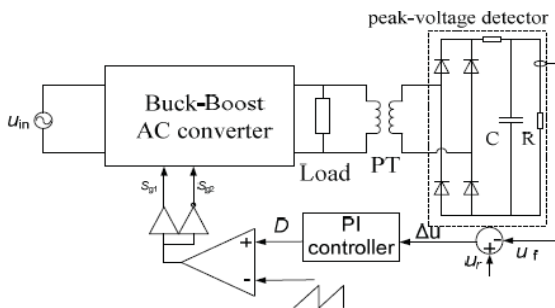 peak-voltage detector
Buck-Boost
AC converter
u_in
Load
PT
C
R
S_g1
S_g2
D
PI
controller
Δu
u_r
u_f
+
-
+
-